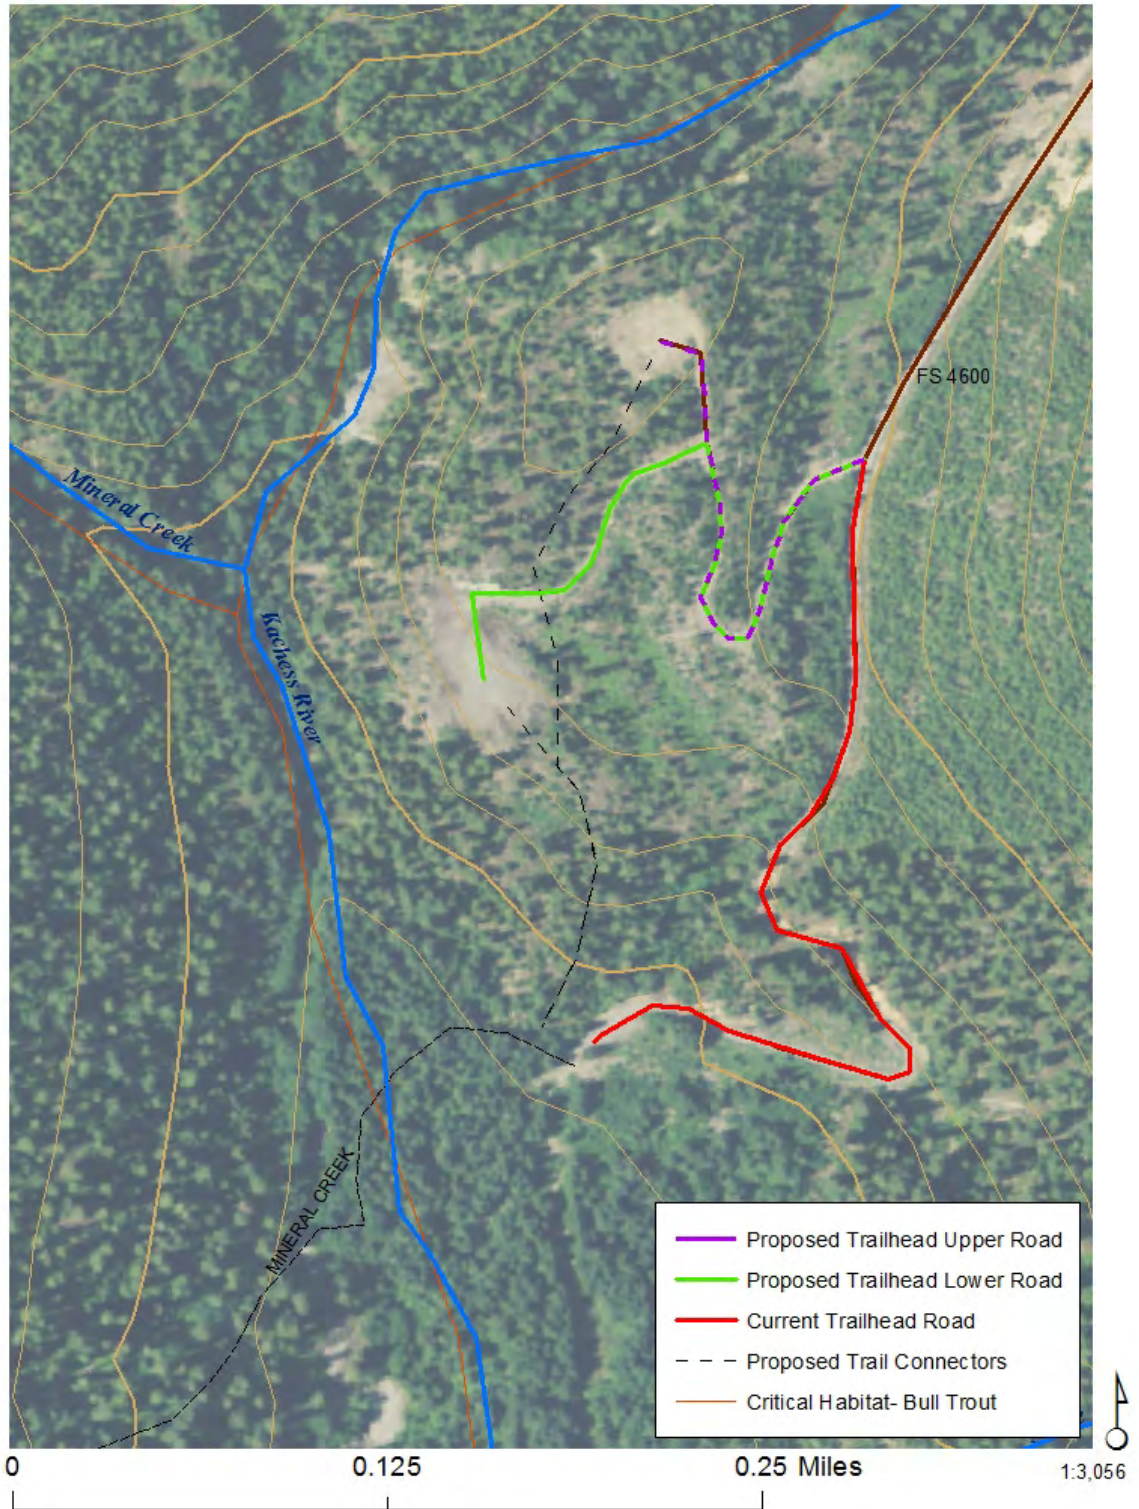 FS 4600
Mineral Creek
Kachess River
MINERAL CREEK
Proposed Trailhead Upper Road
Proposed Trailhead Lower Road
Current Trailhead Road
Proposed Trail Connectors
Critical Habitat- Bull Trout
0 0.125 0.25 Miles
1:3,056